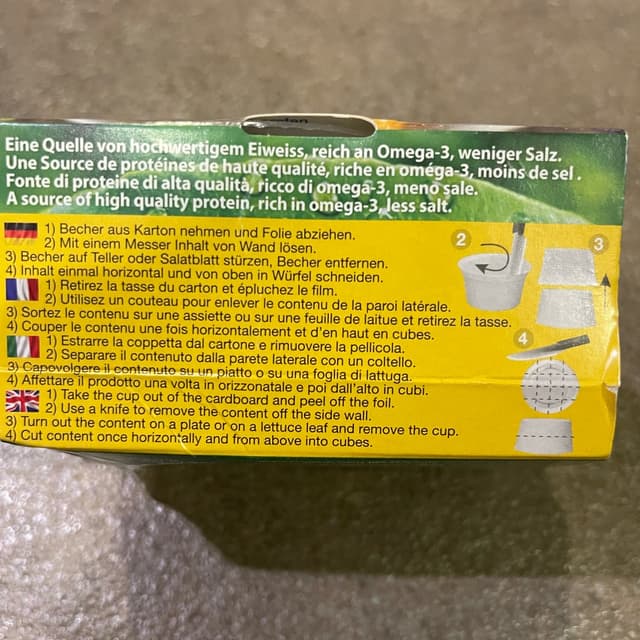 Eine Quelle von hochwertigem Eiweiss, reich an Omega-3, weniger Salz.
Une Source de protéines de haute qualité, riche en oméga-3, moins de sel .
Fonte di proteine di alta qualità, ricco di omega-3, meno sale.
A source of high quality protein, rich in omega-3, less salt.
1) Becher aus Karton nehmen und Folie abziehen.
2) Mit einem Messer Inhalt von Wand lösen.
3) Becher auf Teller oder Salatblatt stürzen, Becher entfernen.
4) Inhalt einmal horizontal und von oben in Würfel schneiden.
1) Retirez la tasse du carton et épluchez le film.
2) Utilisez un couteau pour enlever le contenu de la paroi latérale.
3) Sortez le contenu sur une assiette ou sur une feuille de laitue et retirez la tasse.
4) Couper le contenu une fois horizontalement et d'en haut en cubes.
1) Estrarre la coppetta dal cartone e rimuovere la pellicola.
2) Separare il contenuto dalla parete laterale con un coltello.
3) Capovolgere il contenuto su un piatto o su una foglia di lattuga.
4) Affettare il prodotto una volta in orizzonatale e poi dall'alto in cubi.
1) Take the cup out of the cardboard and peel off the foil.
2) Use a knife to remove the content off the side wall.
3) Turn out the content on a plate or on a lettuce leaf and remove the cup.
4) Cut content once horizontally and from above into cubes.
2
3
4